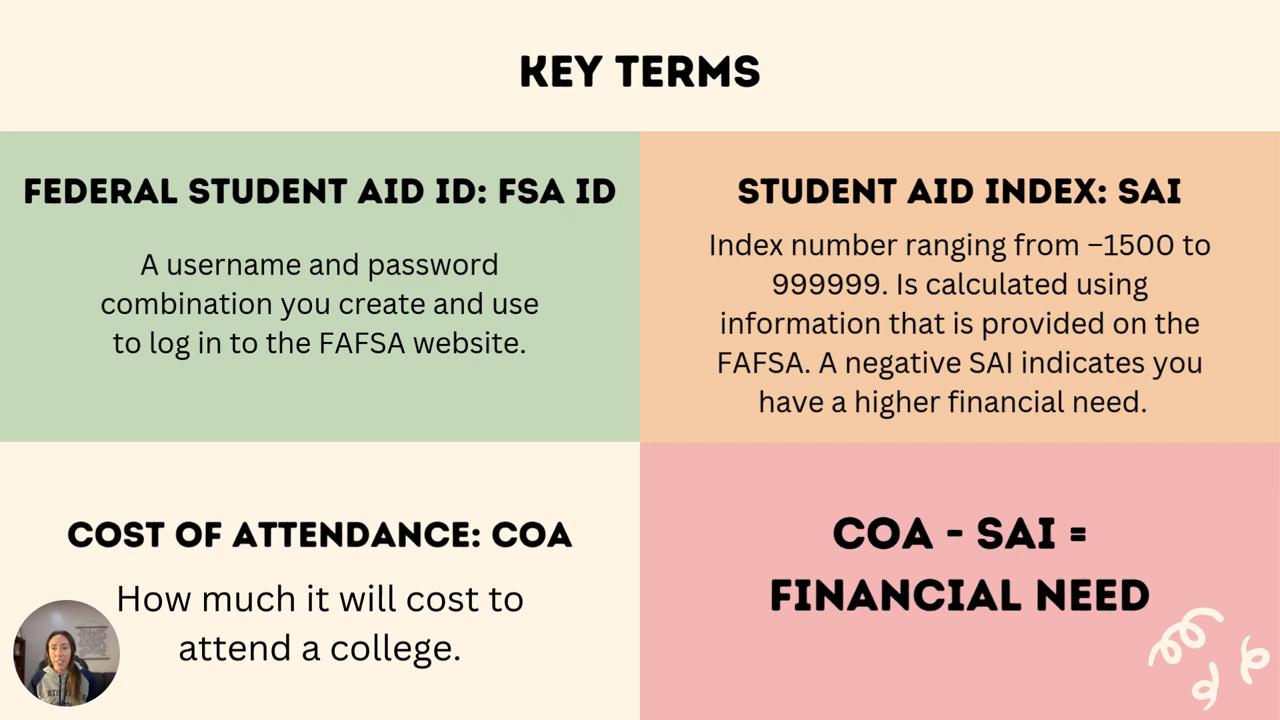 KEY TERMS
FEDERAL STUDENT AID ID: FSA ID
A username and password
combination you create and use
to log in to the FAFSA website.
STUDENT AID INDEX: SAI
Index number ranging from –1500 to
999999. Is calculated using
information that is provided on the
FAFSA. A negative SAI indicates you
have a higher financial need.
COST OF ATTENDANCE: COA
How much it will cost to
attend a college.
COA - SAI =
FINANCIAL NEED